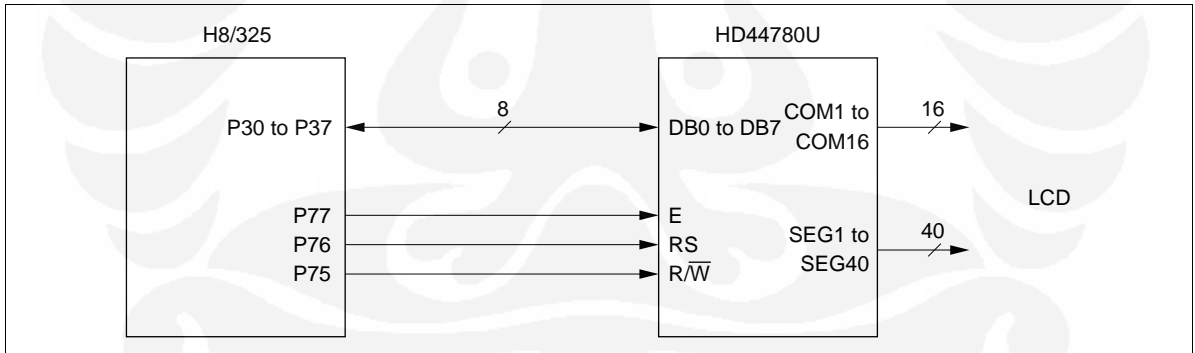 H8/325
HD44780U
P30 to P37
8
DB0 to DB7
COM1 to
COM16
16
LCD
P77
E
P76
RS
P75
R/W̅
SEG1 to
SEG40
40